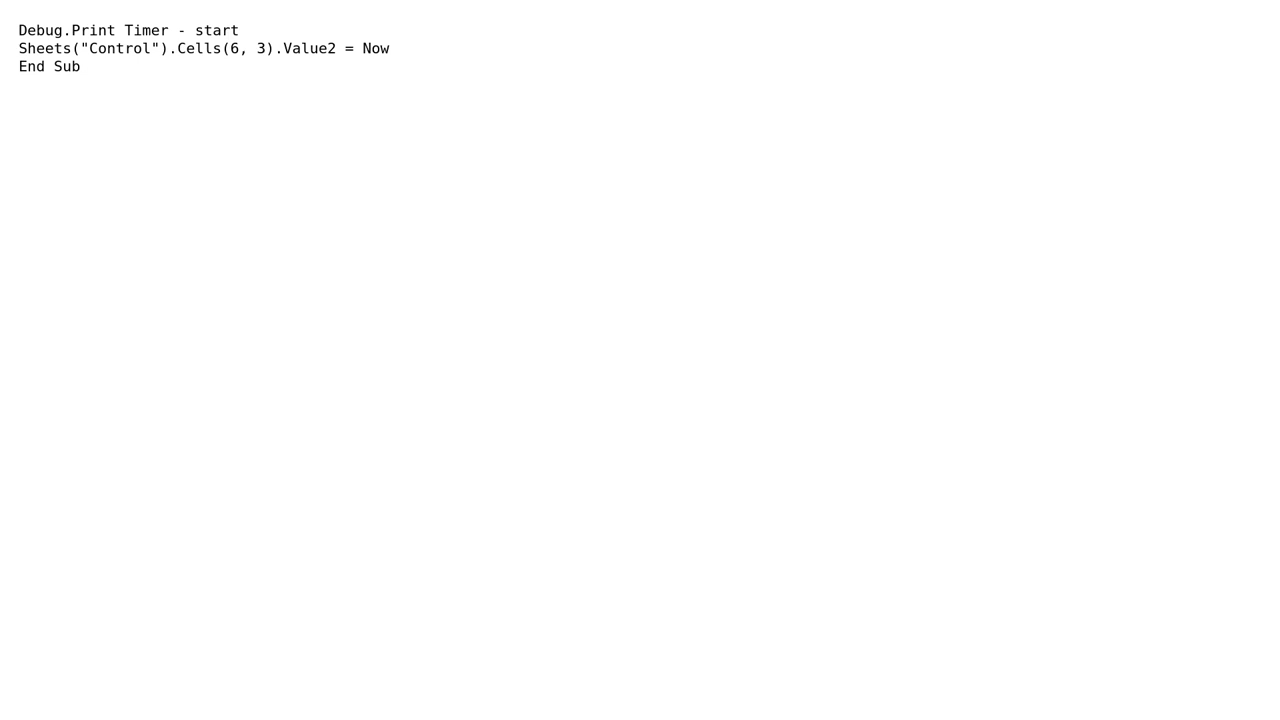 Debug.Print Timer - start
Sheets("Control").Cells(6, 3).Value2 = Now
End Sub